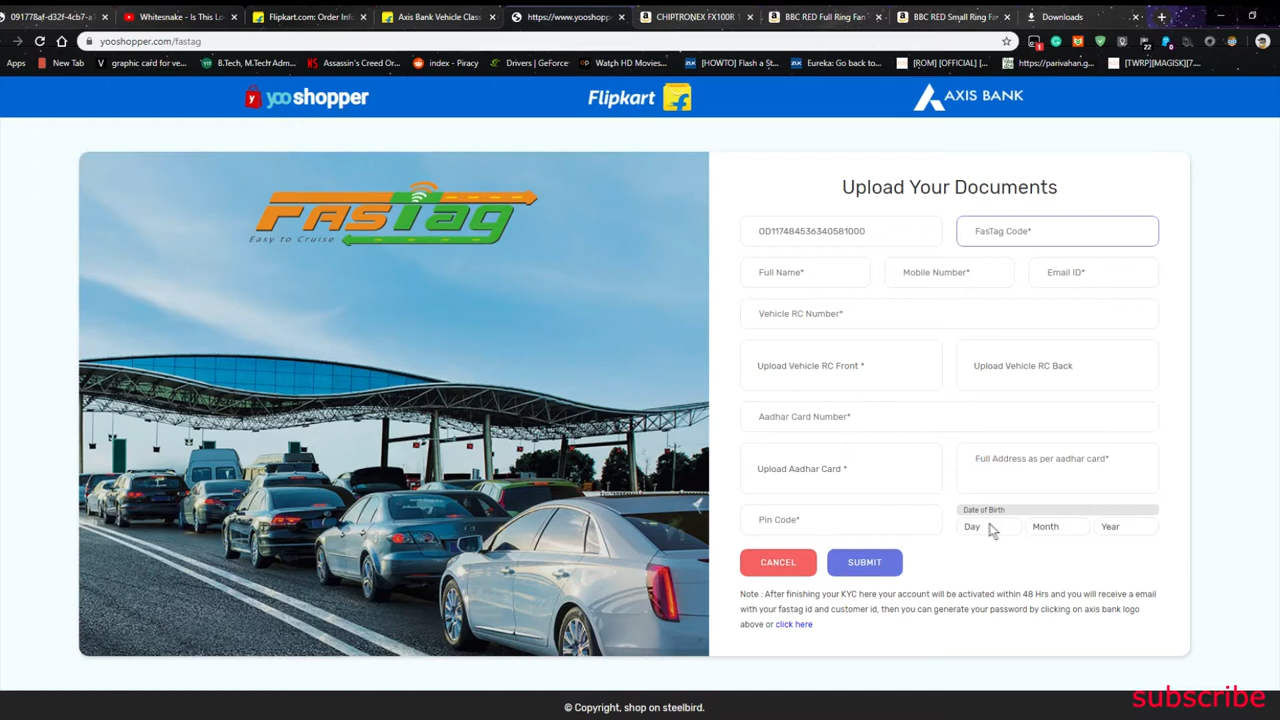 091778af-d32f-4cb7-a
Whitesnake - Is This Lo
Flipkart.com: Order Info
Axis Bank Vehicle Class
https://www.yooshopp
CHIPTRONEX FX100R 1
BBC RED Full Ring Fan T
BBC RED Small Ring Fa
Downloads
yooshopper.com/fastag
Apps
New Tab
graphic card for ve...
B.Tech, M.Tech Adm...
Assassin's Creed Or...
index - Piracy
Drivers | GeForce
Watch HD Movies...
[HOWTO] Flash a St...
Eureka: Go back to...
[ROM] [OFFICIAL] [...
https://parivahan.g...
[TWRP][MAGISK][7...
yooshopper
Flipkart
AXIS BANK
FASTag
Easy to Cruise
Upload Your Documents
OD117484536340581000
FasTag Code*
Full Name*
Mobile Number*
Email ID*
Vehicle RC Number*
Upload Vehicle RC Front *
Upload Vehicle RC Back
Aadhar Card Number*
Upload Aadhar Card *
Full Address as per aadhar card*
Pin Code*
Date of Birth
Day
Month
Year
CANCEL
SUBMIT
Note : After finishing your KYC here your account will be activated within 48 Hrs and you will receive a email
with your fastag id and customer id, then you can generate your password by clicking on axis bank logo
above or click here
© Copyright, shop on steelbird.
subscribe